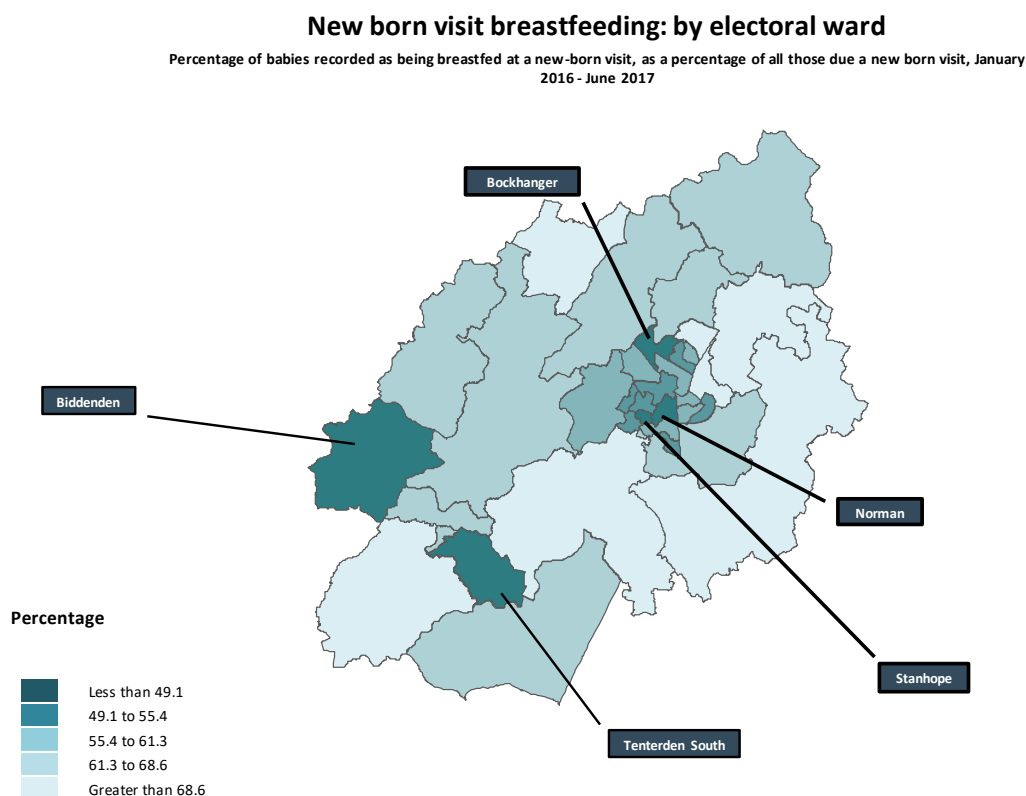 New born visit breastfeeding: by electoral ward
Percentage of babies recorded as being breastfed at a new-born visit, as a percentage of all those due a new born visit, January
2016 - June 2017
Bockhanger
Biddenden
Norman
Stanhope
Tenterden South
Percentage
Less than 49.1
49.1 to 55.4
55.4 to 61.3
61.3 to 68.6
Greater than 68.6